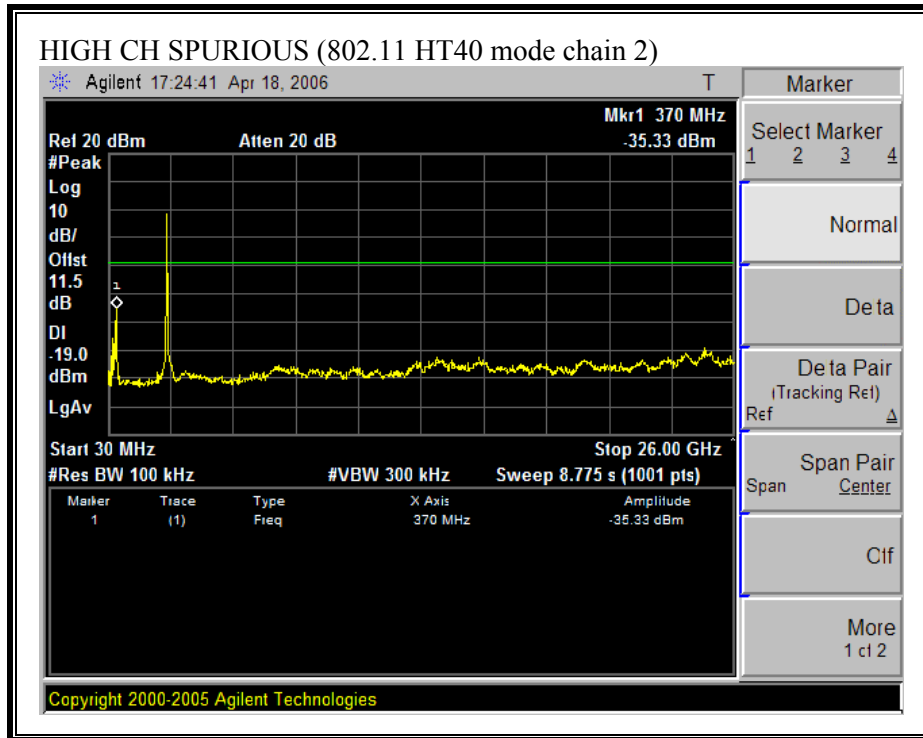 HIGH CH SPURIOUS (802.11 HT40 mode chain 2)
Agilent 17:24:41 Apr 18, 2006 T
Mkr1 370 MHz
Ref 20 dBm Atten 20 dB -35.33 dBm
#Peak
Log
10
dB/
Offst
11.5
dB
DI
-19.0
dBm
LgAv
1
Start 30 MHz Stop 26.00 GHz
#Res BW 100 kHz #VBW 300 kHz Sweep 8.775 s (1001 pts)
Marker Trace Type X Axis Amplitude
1 (1) Freq 370 MHz -35.33 dBm
Copyright 2000-2005 Agilent Technologies
Marker
Select Marker
1 2 3 4
Normal
De ta
De ta Pair
(Tracking Ref)
Ref Δ
Span Pair
Span Center
Off
More
1 of 2